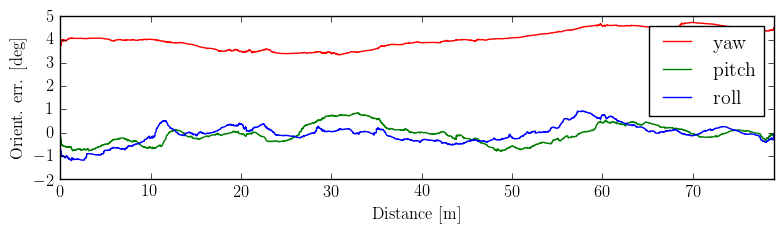 Orient. err. [deg]
5
4
3
2
1
0
−1
−2
yaw
pitch
roll
0 10 20 30 40 50 60 70
Distance [m]